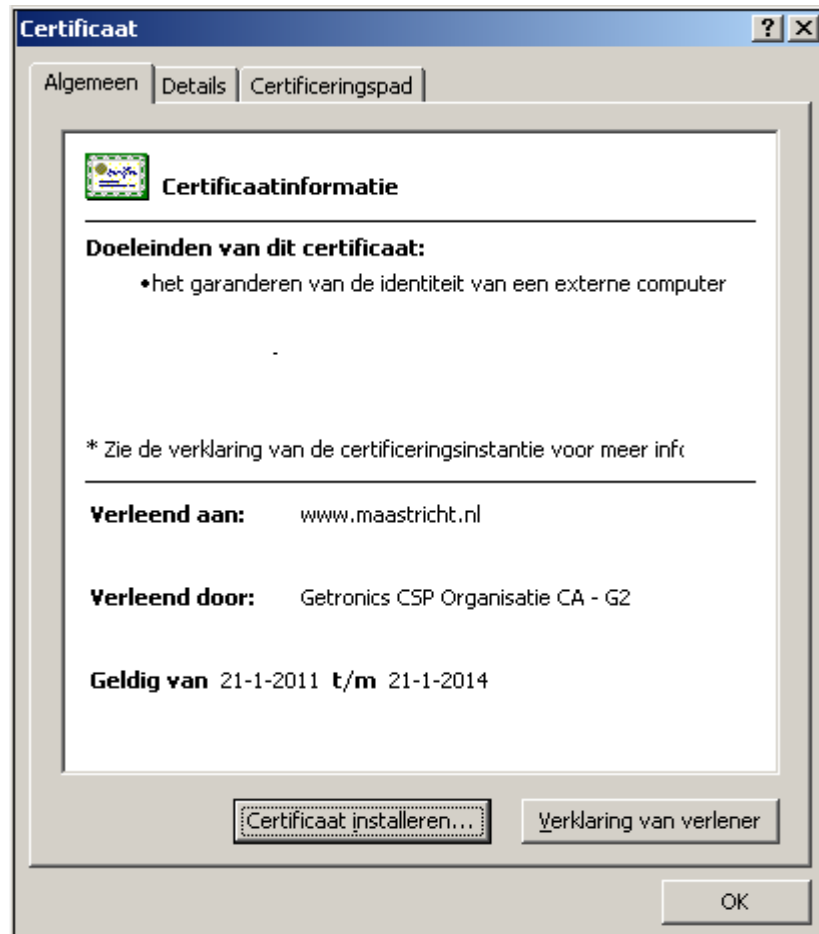 Certificaat
Algemeen Details Certificeringspad
Certificaatinformatie
Doeleinden van dit certificaat:
•het garanderen van de identiteit van een externe computer
* Zie de verklaring van de certificeringsinstantie voor meer info
Verleend aan: www.maastricht.nl
Verleend door: Getronics CSP Organisatie CA - G2
Geldig van 21-1-2011 t/m 21-1-2014
Certificaat installeren... Verklaring van verlener
OK